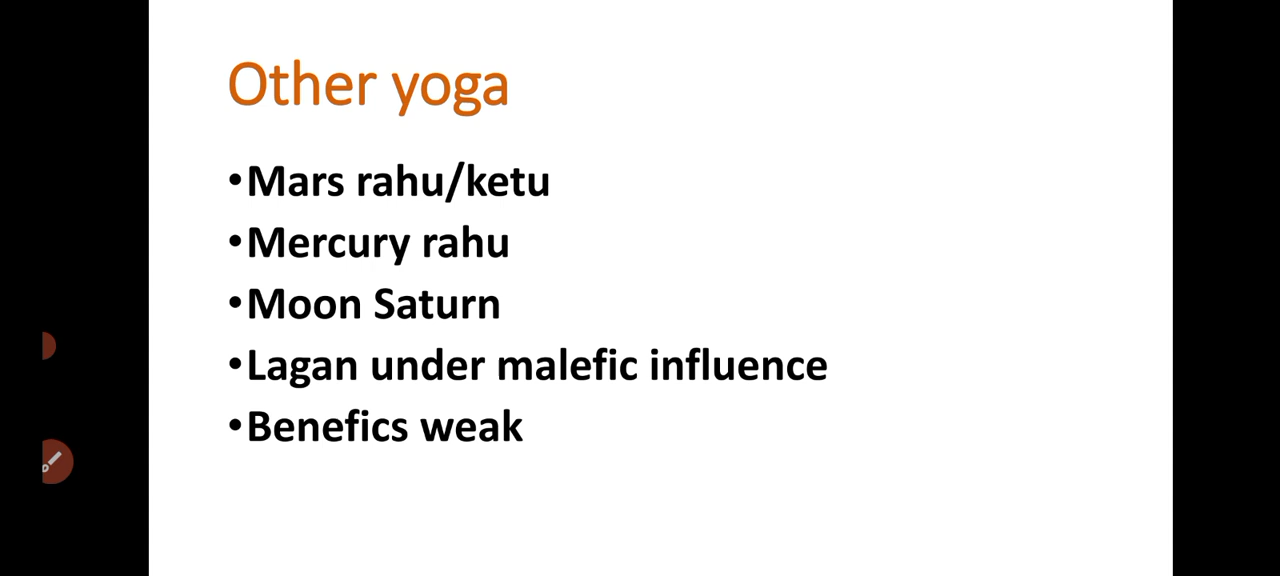 Other yoga
•Mars rahu/ketu
•Mercury rahu
•Moon Saturn
•Lagan under malefic influence
•Benefics weak